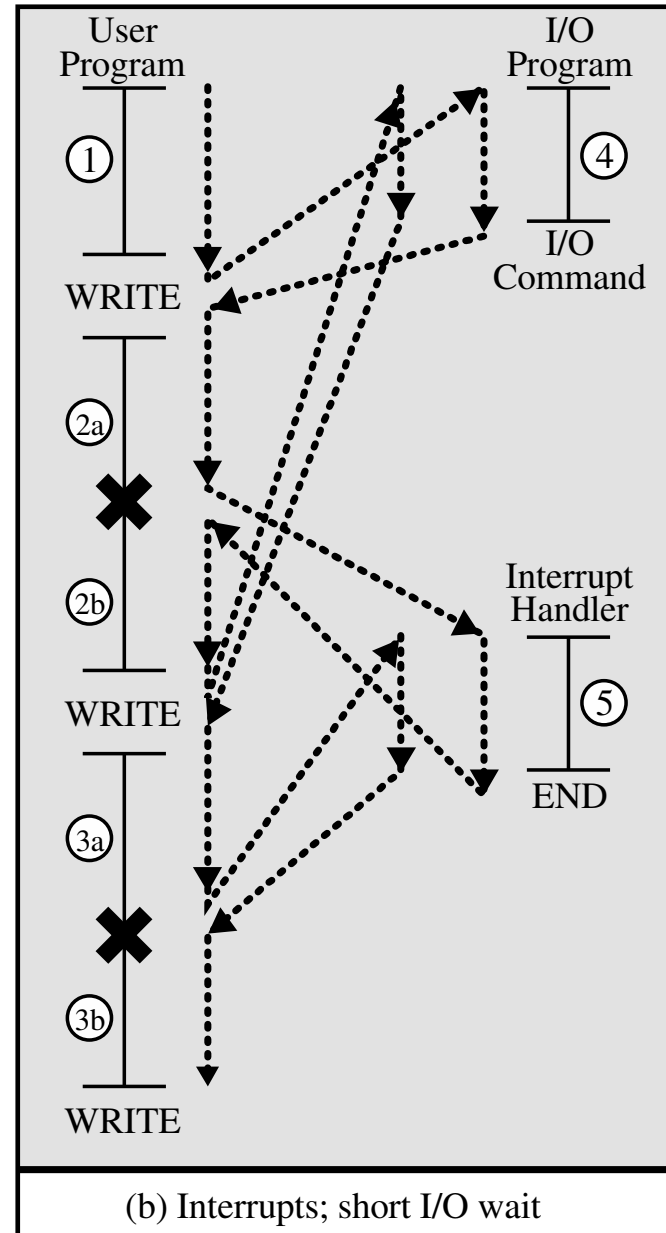 User
Program
I/O
Program
1
4
I/O
Command
WRITE
2a
2b
Interrupt
Handler
WRITE
5
END
3a
3b
WRITE
(b) Interrupts; short I/O wait